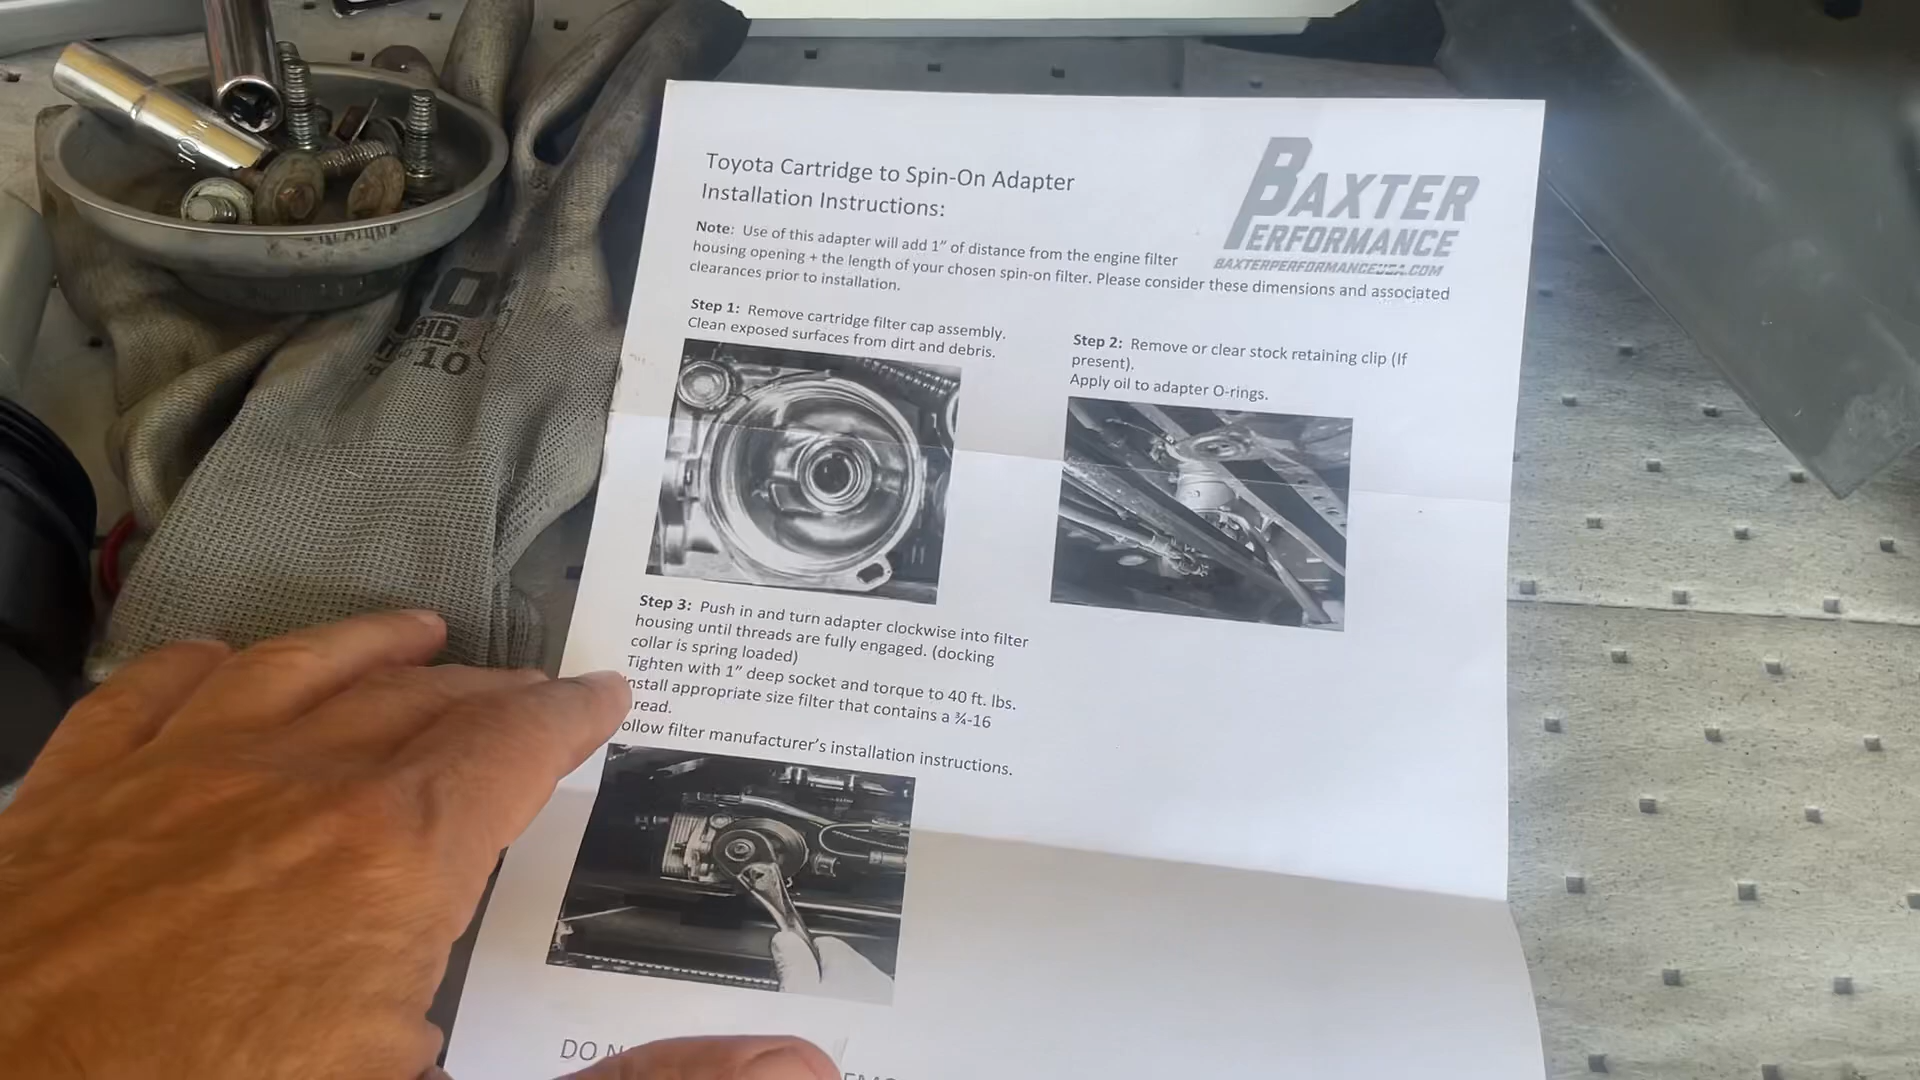 Toyota Cartridge to Spin-On Adapter
Installation Instructions:
BAXTER
PERFORMANCE
BAXTERPERFORMANCEUSA.COM
Note: Use of this adapter will add 1” of distance from the engine filter
housing opening + the length of your chosen spin-on filter. Please consider these dimensions and associated
clearances prior to installation.
Step 1: Remove cartridge filter cap assembly.
Clean exposed surfaces from dirt and debris.
Step 2: Remove or clear stock retaining clip (If
present).
Apply oil to adapter O-rings.
Step 3: Push in and turn adapter clockwise into filter
housing until threads are fully engaged. (docking
collar is spring loaded)
Tighten with 1” deep socket and torque to 40 ft. lbs.
nstall appropriate size filter that contains a ¾-16
read.
ollow filter manufacturer’s installation instructions.
DO
10